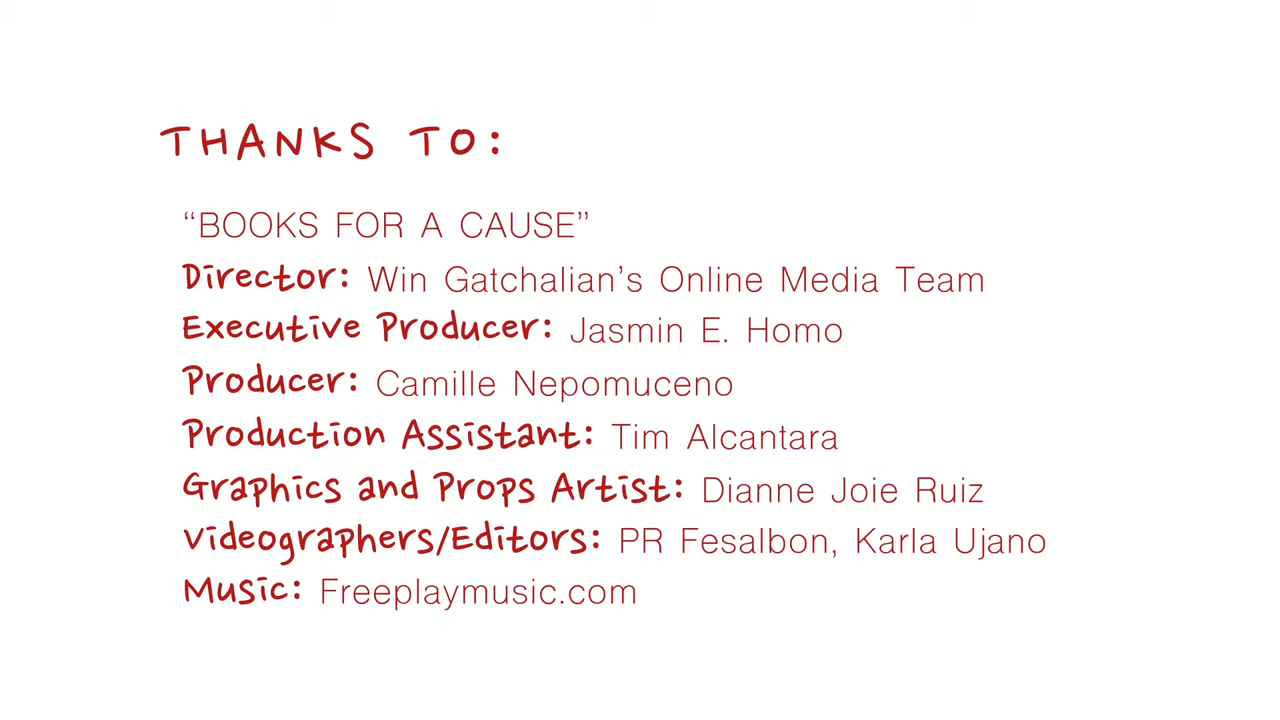 THANKS TO:
“BOOKS FOR A CAUSE”
Director: Win Gatchalian’s Online Media Team
Executive Producer: Jasmin E. Homo
Producer: Camille Nepomuceno
Production Assistant: Tim Alcantara
Graphics and Props Artist: Dianne Joie Ruiz
Videographers/Editors: PR Fesalbon, Karla Ujano
Music: Freeplaymusic.com